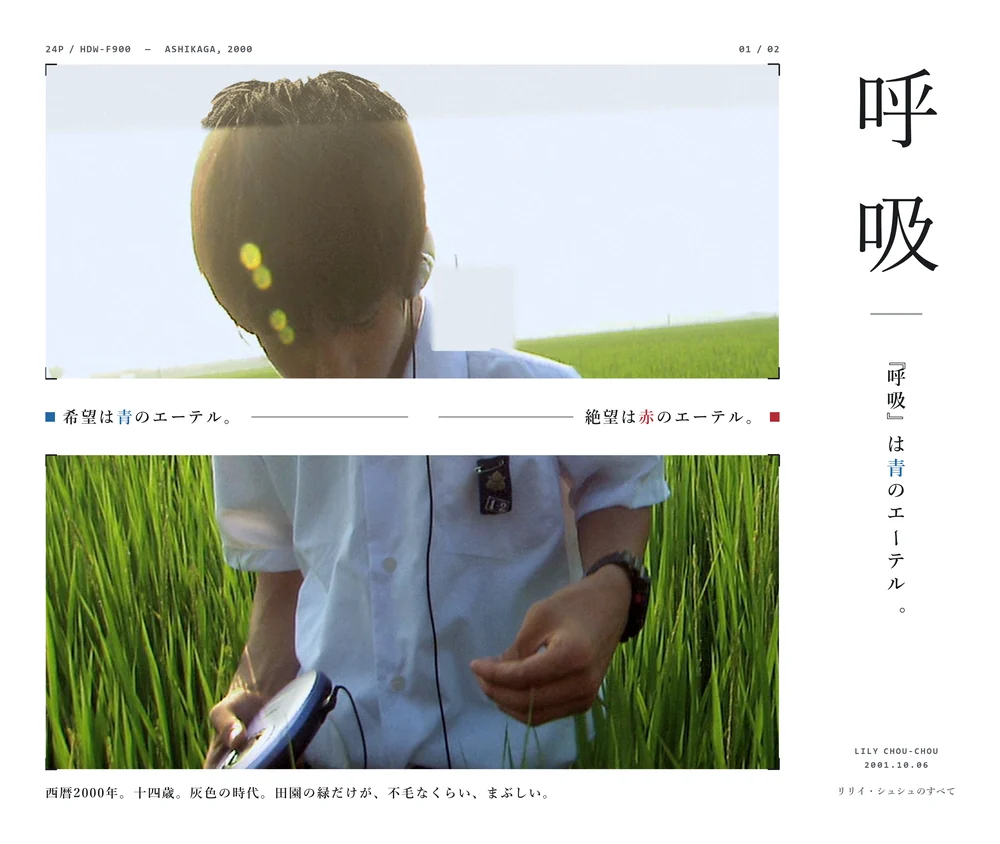 24P / HDW-F900 — ASHIKAGA, 2000
01 / 02
希望は青のエーテル。
絶望は赤のエーテル。
12
西暦2000年。十四歳。灰色の時代。田園の緑だけが、不毛なくらい、まぶしい。
呼吸
『呼吸』は青のエーテル。
LILY CHOU-CHOU
2001.10.06
リリイ・シュシュのすべて